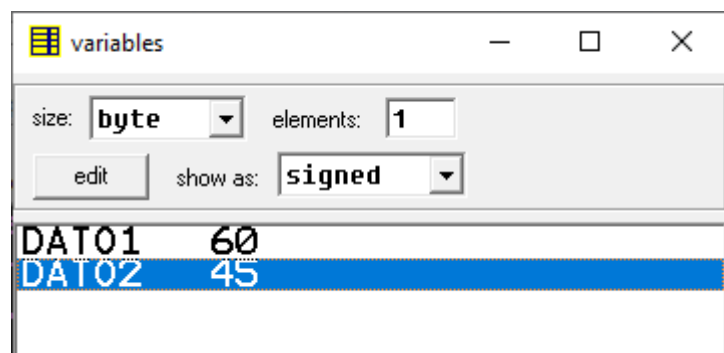 variables
size: byte elements: 1
edit show as: signed
DATO1 60
DATO2 45